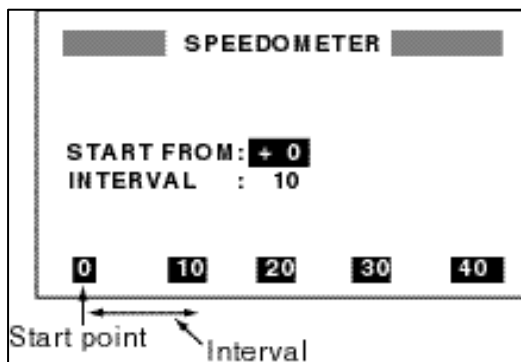 SPEEDOMETER
START FROM: + 0
INTERVAL : 10
0 10 20 30 40
Start point
Interval